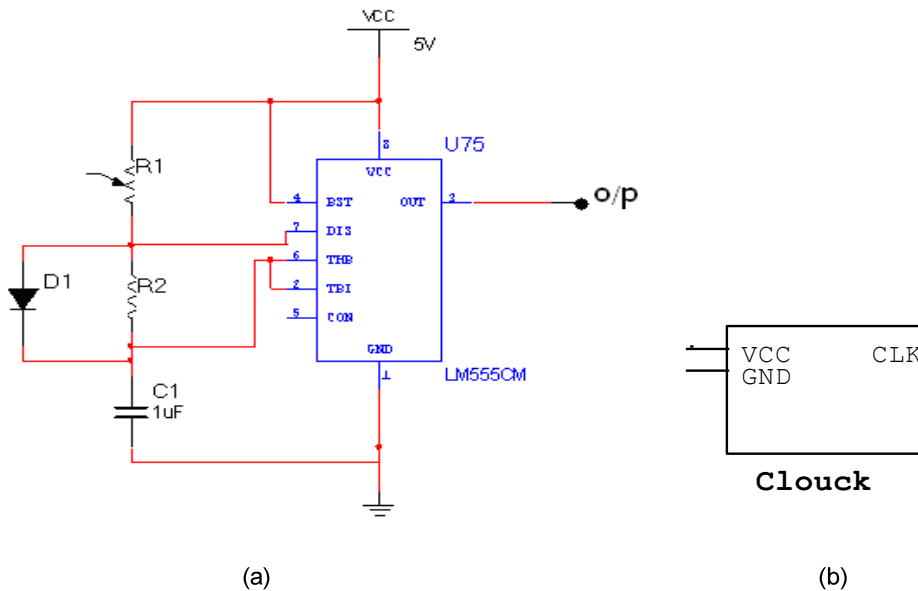 VCC
5V
8
U75
VCC
R1
4 RST OUT 3
o/p
7 DIS
6 THR
D1
R2
2 TRI
5 CON
GND
1
LM555CM
C1
1uF
VCC CLK
GND
Clouck
(a)
(b)